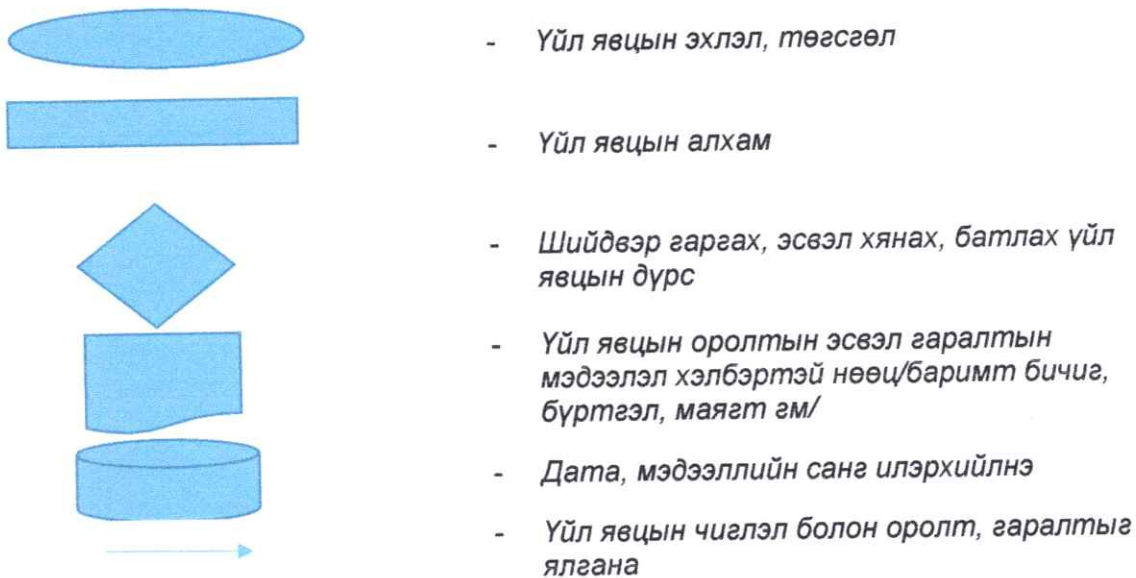 - Үйл явцын эхлэл, төгсгөл
- Үйл явцын алхам
- Шийдвэр гаргах, эсвэл хянах, батлах үйл
явцын дүрс
- Үйл явцын оролтын эсвэл гаралтын
мэдээлэл хэлбэртэй нөөц/баримт бичиг,
бүртгэл, маягт гм/
- Дата, мэдээллийн санг илэрхийлнэ
- Үйл явцын чиглэл болон оролт, гаралтыг
ялгана